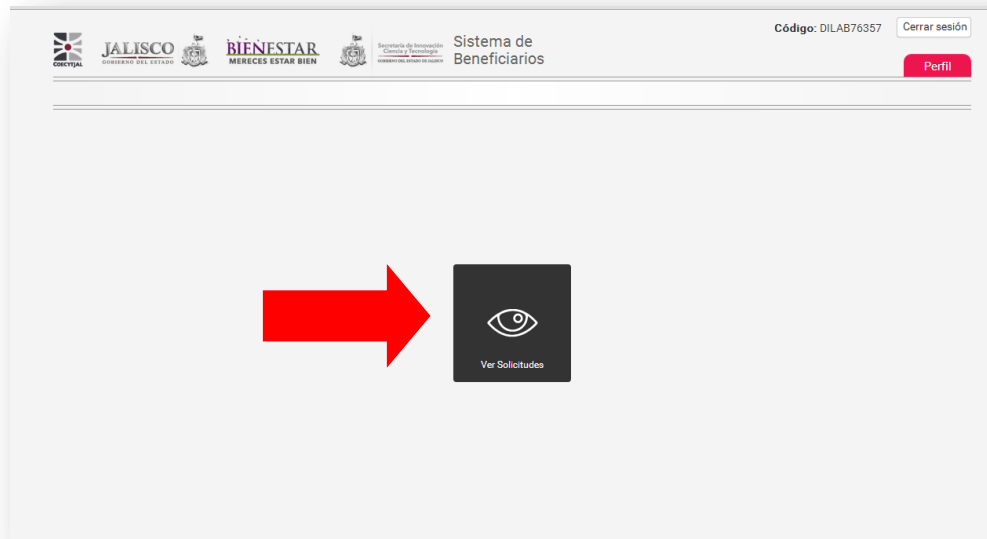 Código: DILAB76357
Cerrar sesión
COECYTJAL
JALISCO
GOBIERNO DEL ESTADO
BIENESTAR
MERECES ESTAR BIEN
Secretaría de Innovación
Ciencia y Tecnología
GOBIERNO DEL ESTADO DE JALISCO
Sistema de
Beneficiarios
Perfil
Ver Solicitudes